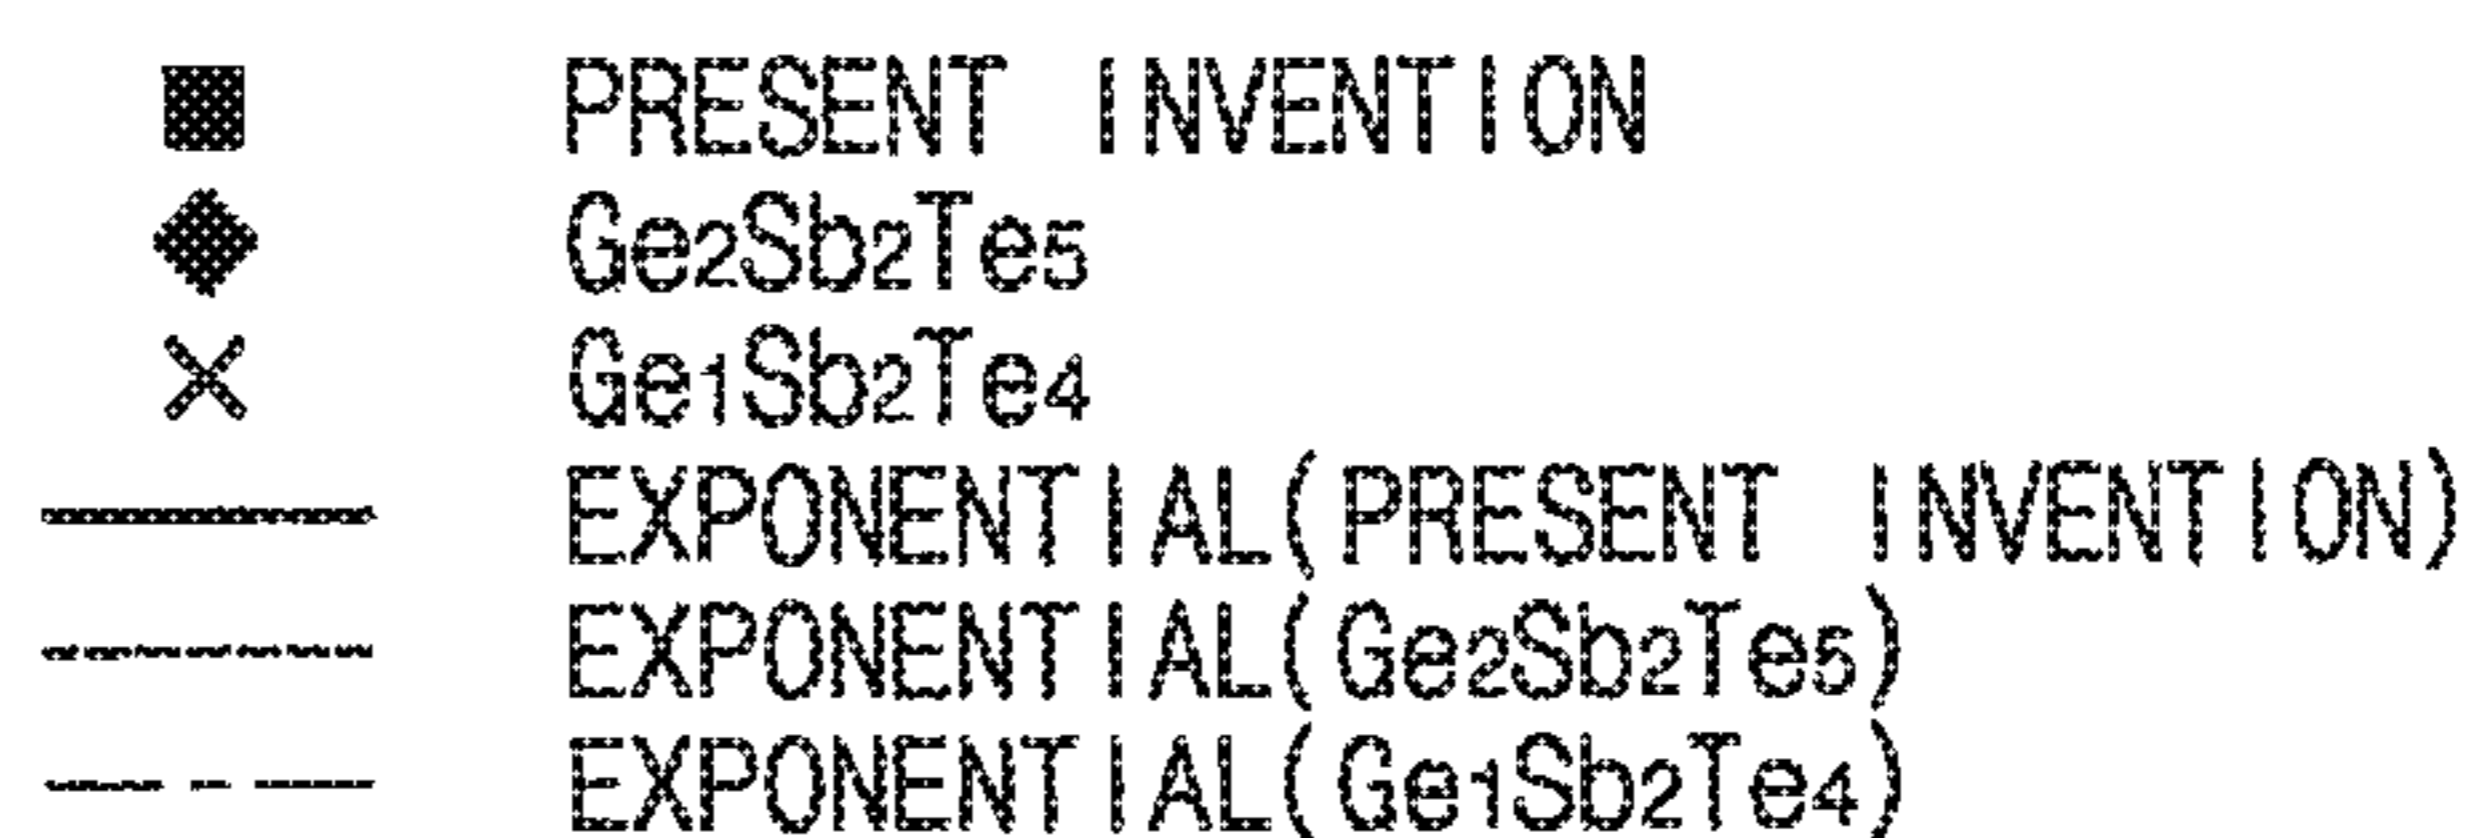 PRESENT INVENTION
Ge2Sb2Te5
Ge1Sb2Te4
EXPONENTIAL(PRESENT INVENTION)
EXPONENTIAL(Ge2Sb2Te5)
EXPONENTIAL(Ge1Sb2Te4)